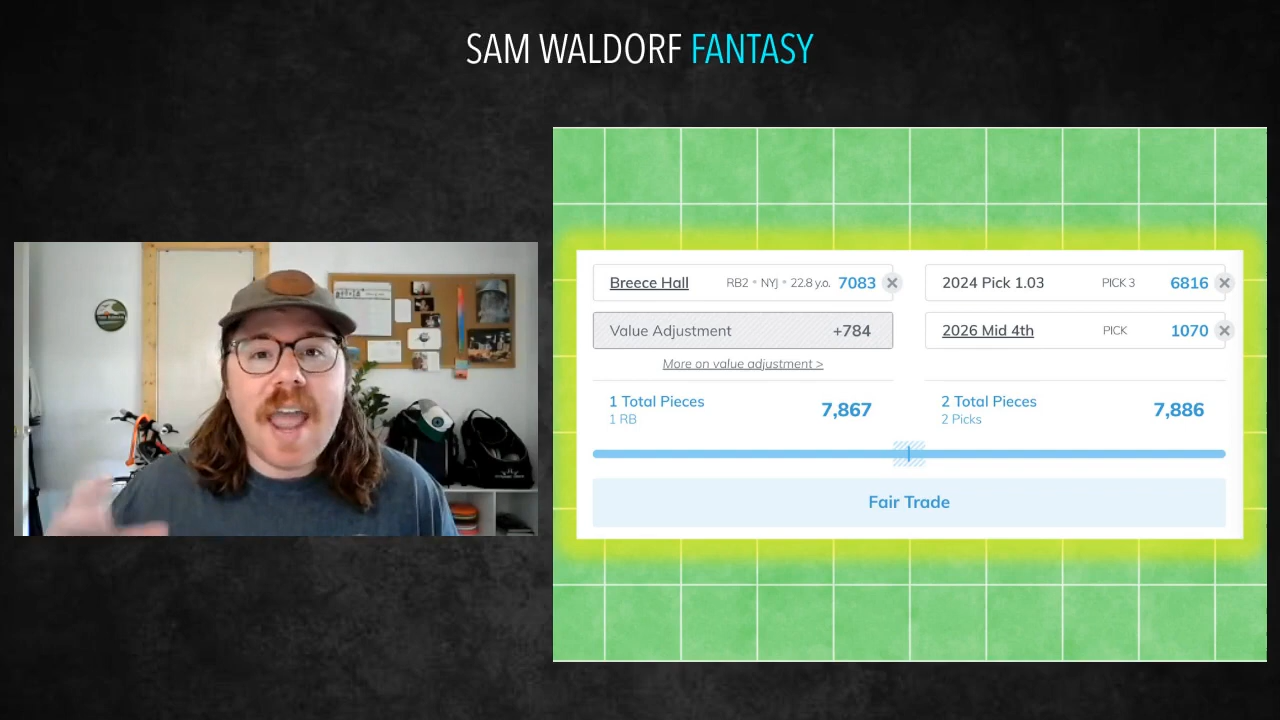 SAM WALDORF FANTASY
Breece Hall RB2 • NYJ • 22.8 y.o. 7083
Value Adjustment +784
More on value adjustment >
1 Total Pieces 7,867
1 RB
2024 Pick 1.03 PICK 3 6816
2026 Mid 4th PICK 1070
2 Total Pieces 7,886
2 Picks
Fair Trade